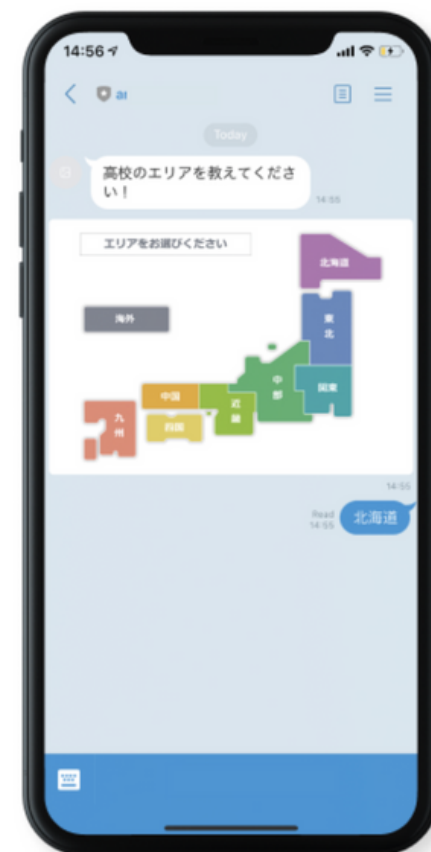 14:56
Today
高校のエリアを教えてくださ
い！
14:55
エリアをお選びください
北海道
海外
東北
中部
関東
中国
近畿
四国
九州
14:55
Read
14:55
北海道